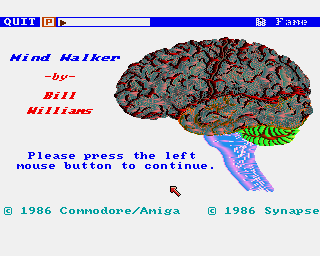 QUIT P Fame
Mind Walker
-by-
Bill
Williams
Please press the left
mouse button to continue.
© 1986 Commodore/Amiga © 1986 Synapse